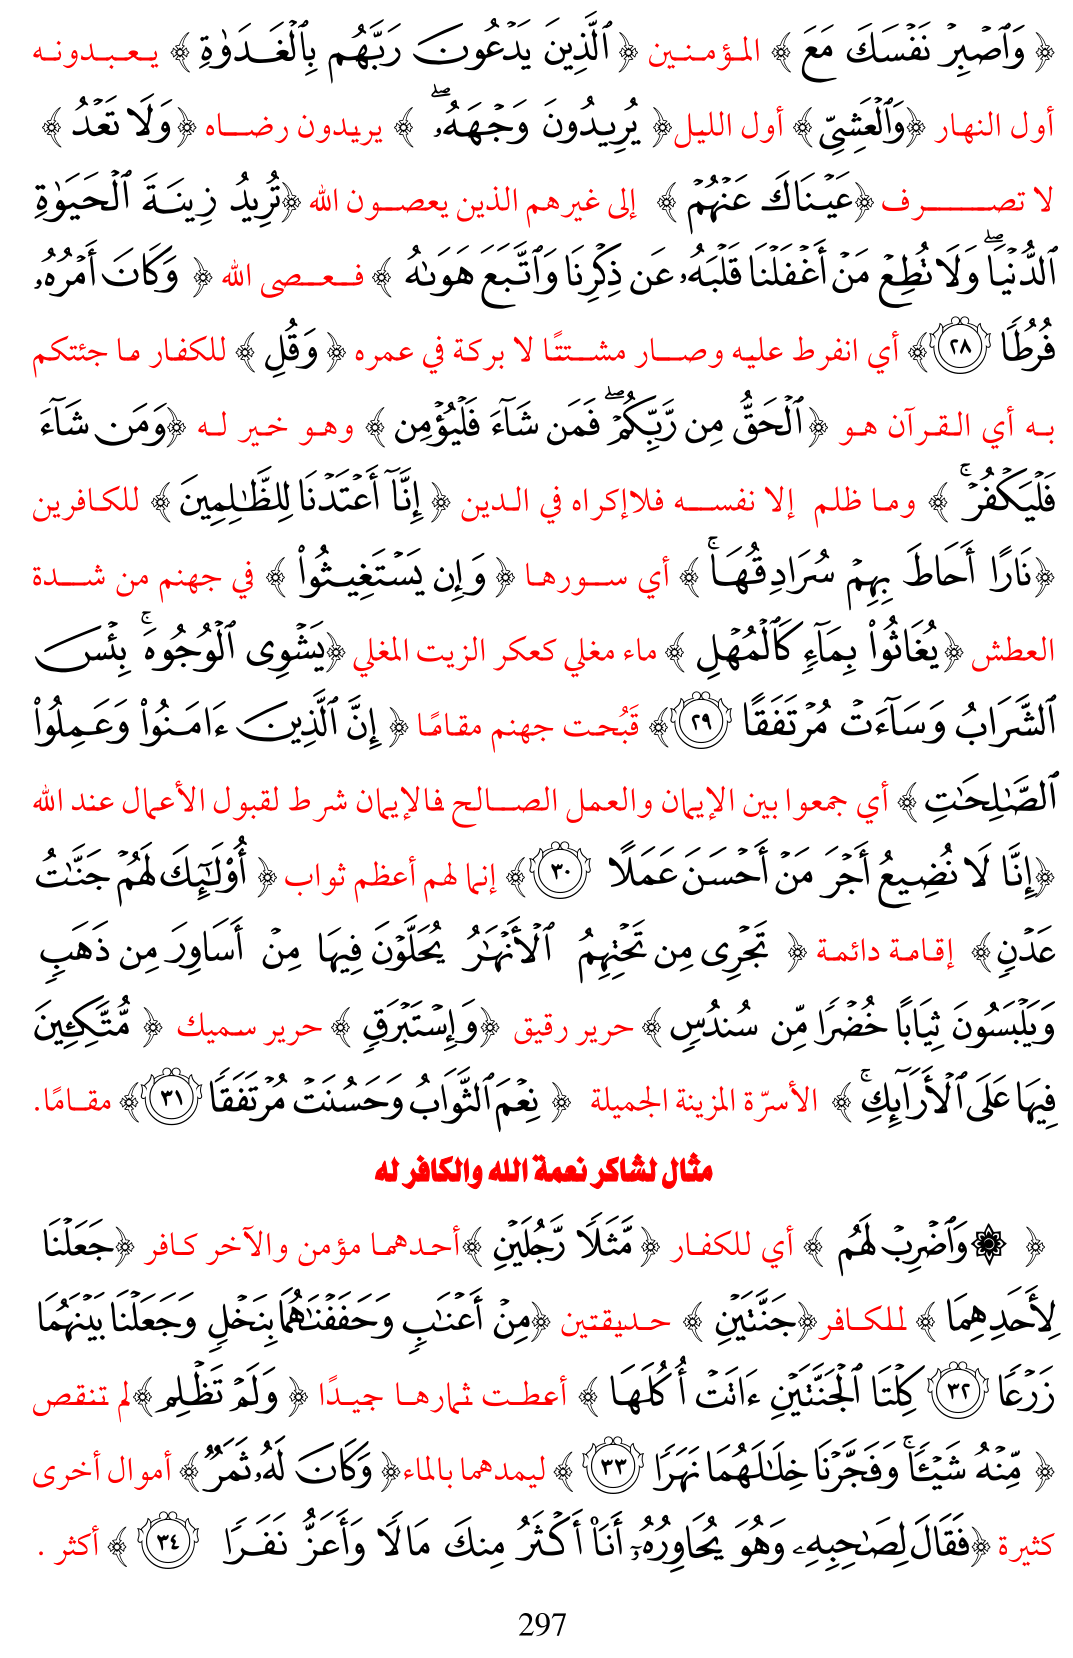 ﴿ وَٱصۡبِرۡ نَفۡسَكَ مَعَ ﴾ المؤمنين ﴿ ٱلَّذِينَ يَدۡعُونَ رَبَّهُم بِٱلۡغَدَوٰةِ ﴾ يعبدونه
أول النهار ﴿وَٱلۡعَشِيِّ﴾ أول الليل﴿ يُرِيدُونَ وَجۡهَهُۥۖ ﴾ يريدون رضاه ﴿وَلَا تَعۡدُ ﴾
لا تصرف ﴿عَيۡنَاكَ عَنۡهُمۡ ﴾ إلى غيرهم الذين يعصون الله ﴿تُرِيدُ زِينَةَ ٱلۡحَيَوٰةِ
ٱلدُّنۡيَاۖ وَلَا تُطِعۡ مَنۡ أَغۡفَلۡنَا قَلۡبَهُۥ عَن ذِكۡرِنَا وَٱتَّبَعَ هَوَىٰهُ ﴾ فعصى الله ﴿ وَكَانَ أَمۡرُهُۥ
فُرُطٗا ٢٨﴾ أي انفرط عليه وصار مشتتًا لا بركة في عمره ﴿ وَقُلِ ﴾ للكفار ما جئتكم
به أي القرآن هو ﴿ٱلۡحَقُّ مِن رَّبِّكُمۡۖ فَمَن شَآءَ فَلۡيُؤۡمِن ﴾ وهو خير له ﴿وَمَن شَآءَ
فَلۡيَكۡفُرۡۚ ﴾ وما ظلم إلا نفسه فلاإكراه في الدين ﴿ إِنَّآ أَعۡتَدۡنَا لِلظَّٰلِمِينَ ﴾ للكافرين
﴿نَارًا أَحَاطَ بِهِمۡ سُرَادِقُهَاۚ ﴾ أي سورها ﴿ وَإِن يَسۡتَغِيثُواْ ﴾ في جهنم من شدة
العطش ﴿يُغَاثُواْ بِمَآءٖ كَٱلۡمُهۡلِ ﴾ ماء مغلي كعكر الزيت المغلي ﴿يَشۡوِي ٱلۡوُجُوهَۚ بِئۡسَ
ٱلشَّرَابُ وَسَآءَتۡ مُرۡتَفَقًا ٢٩﴾ قَبُحت جهنم مقامًا ﴿ إِنَّ ٱلَّذِينَ ءَامَنُواْ وَعَمِلُواْ
ٱلصَّٰلِحَٰتِ ﴾ أي جمعوا بين الإيمان والعمل الصالح فالإيمان شرط لقبول الأعمال عند الله
﴿إِنَّا لَا نُضِيعُ أَجۡرَ مَنۡ أَحۡسَنَ عَمَلًا ٣٠﴾ إنما لهم أعظم ثواب ﴿ أُوْلَٰٓئِكَ لَهُمۡ جَنَّٰتُ
عَدۡنٖ﴾ إقامة دائمة ﴿ تَجۡرِي مِن تَحۡتِهِمُ ٱلۡأَنۡهَٰرُ يُحَلَّوۡنَ فِيهَا مِنۡ أَسَاوِرَ مِن ذَهَبٖ
وَيَلۡبَسُونَ ثِيَابًا خُضۡرٗا مِّن سُندُسٖ ﴾ حرير رقيق ﴿وَإِسۡتَبۡرَقٖ ﴾ حرير سميك ﴿ مُّتَّكِـِٔينَ
فِيهَا عَلَى ٱلۡأَرَآئِكِۚ ﴾ الأسرّة المزينة الجميلة ﴿ نِعۡمَ ٱلثَّوَابُ وَحَسُنَتۡ مُرۡتَفَقٗا ٣١﴾ مقامًا.
مثال لشاكر نعمة الله والكافر له
﴿ ۞وَٱضۡرِبۡ لَهُم ﴾ أي للكفار ﴿ مَّثَلٗا رَّجُلَيۡنِ ﴾أحدهما مؤمن والآخر كافر ﴿جَعَلۡنَا
لِأَحَدِهِمَا ﴾ للكافر﴿جَنَّتَيۡنِ ﴾ حديقتين ﴿مِنۡ أَعۡنَٰبٖ وَحَفَفۡنَٰهُمَا بِنَخۡلٖ وَجَعَلۡنَا بَيۡنَهُمَا
زَرۡعٗا ٣٢ كِلۡتَا ٱلۡجَنَّتَيۡنِ ءَاتَتۡ أُكُلَهَا ﴾ أعطت ثمارها جيدًا ﴿ وَلَمۡ تَظۡلِم ﴾لم تنقص
﴿ مِّنۡهُ شَيۡـٔٗاۚ وَفَجَّرۡنَا خِلَٰلَهُمَا نَهَرٗا ٣٣ ﴾ ليمدهما بالماء﴿ وَكَانَ لَهُۥ ثَمَرٞ ﴾ أموال أخرى
كثيرة ﴿فَقَالَ لِصَٰحِبِهِۦ وَهُوَ يُحَاوِرُهُۥٓ أَنَا۠ أَكۡثَرُ مِنكَ مَالٗا وَأَعَزُّ نَفَرٗا ٣٤ ﴾ أكثر .
297